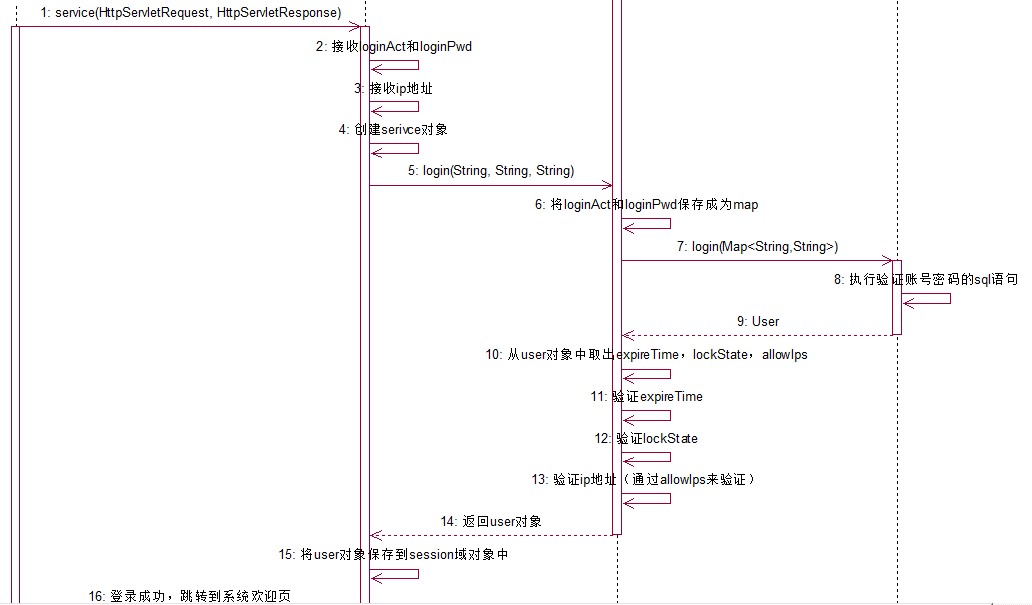 1: service(HttpServletRequest, HttpServletResponse)
2: 接收loginAct和loginPwd
3: 接收ip地址
4: 创建serivce对象
5: login(String, String, String)
6: 将loginAct和loginPwd保存成为map
7: login(Map<String,String>)
8: 执行验证账号密码的sql语句
9: User
10: 从user对象中取出expireTime，lockState，allowIps
11: 验证expireTime
12: 验证lockState
13: 验证ip地址（通过allowIps来验证）
14: 返回user对象
15: 将user对象保存到session域对象中
16: 登录成功，跳转到系统欢迎页